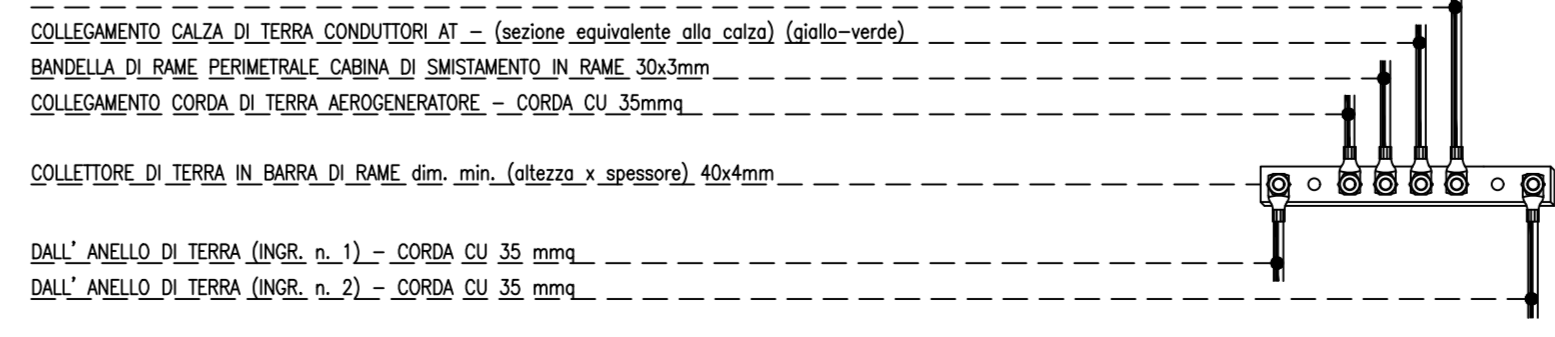 COLLEGAMENTO CALZA DI TERRA CONDUTTORI AT – (sezione equivalente alla calza) (giallo–verde)
BANDELLA DI RAME PERIMETRALE CABINA DI SMISTAMENTO IN RAME 30x3mm
COLLEGAMENTO CORDA DI TERRA AEROGENERATORE – CORDA CU 35mmq
COLLETTORE DI TERRA IN BARRA DI RAME dim. min. (altezza x spessore) 40x4mm
DALL' ANELLO DI TERRA (INGR. n. 1) – CORDA CU 35 mmq
DALL' ANELLO DI TERRA (INGR. n. 2) – CORDA CU 35 mmq